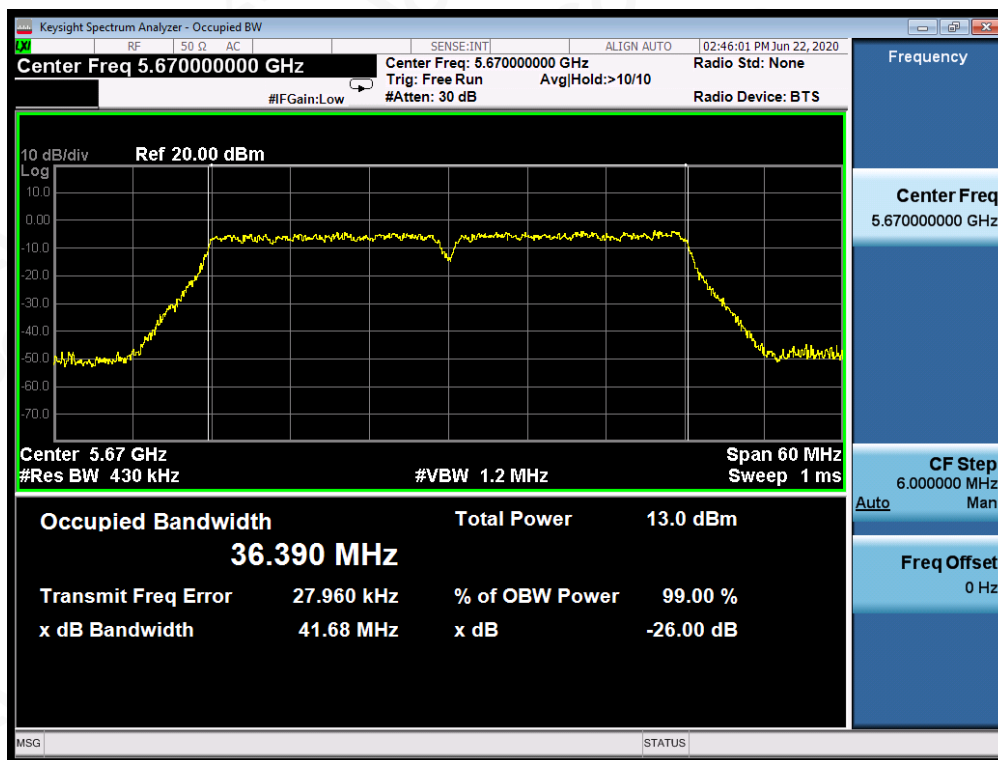 Keysight Spectrum Analyzer - Occupied BW
LXI RF 50 Ω AC SENSE:INT ALIGN AUTO 02:46:01 PM Jun 22, 2020
Center Freq 5.670000000 GHz
Center Freq: 5.670000000 GHz
Radio Std: None
Trig: Free Run Avg|Hold:>10/10
#IFGain:Low
#Atten: 30 dB
Radio Device: BTS
10 dB/div Ref 20.00 dBm
Log
10.0
0.00
-10.0
-20.0
-30.0
-40.0
-50.0
-60.0
-70.0
Center 5.67 GHz Span 60 MHz
#Res BW 430 kHz #VBW 1.2 MHz Sweep 1 ms
Occupied Bandwidth Total Power 13.0 dBm
36.390 MHz
Transmit Freq Error 27.960 kHz % of OBW Power 99.00 %
x dB Bandwidth 41.68 MHz x dB -26.00 dB
MSG STATUS
Frequency
Center Freq
5.670000000 GHz
CF Step
6.000000 MHz
Auto Man
Freq Offset
0 Hz